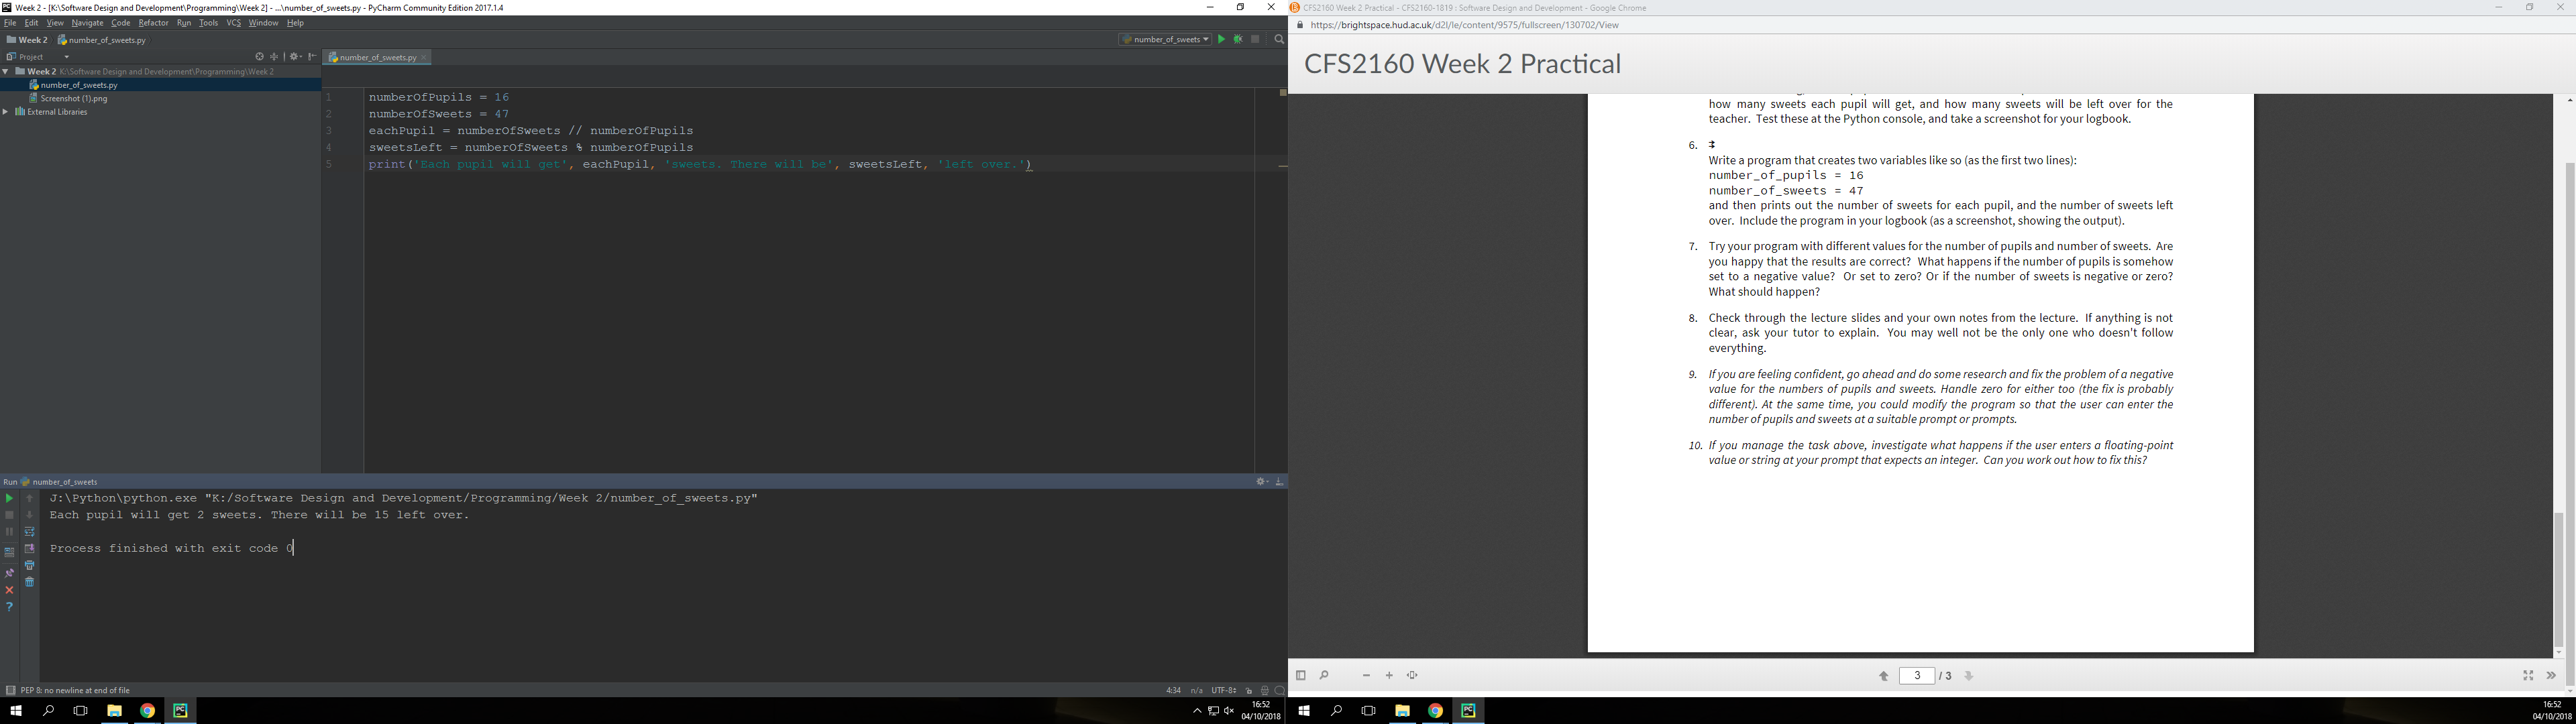 Week 2 - [K:\Software Design and Development\Programming\Week 2] - ...\number_of_sweets.py - PyCharm Community Edition 2017.1.4
File Edit View Navigate Code Refactor Run Tools VCS Window Help
Week 2 number_of_sweets.py
number_of_sweets
Project
number_of_sweets.py
Week 2 K:\Software Design and Development\Programming\Week 2
number_of_sweets.py
Screenshot (1).png
External Libraries
1 numberOfPupils = 16
2 numberOfSweets = 47
3 eachPupil = numberOfSweets // numberOfPupils
4 sweetsLeft = numberOfSweets % numberOfPupils
5 print('Each pupil will get', eachPupil, 'sweets. There will be', sweetsLeft, 'left over.')
Run number_of_sweets
J:\Python\python.exe "K:/Software Design and Development/Programming/Week 2/number_of_sweets.py"
Each pupil will get 2 sweets. There will be 15 left over.
Process finished with exit code 0
PEP 8: no newline at end of file
4:34 n/a UTF-8
16:52
04/10/2018
CFS2160 Week 2 Practical - CFS2160-1819 : Software Design and Development - Google Chrome
https://brightspace.hud.ac.uk/d2l/le/content/9575/fullscreen/130702/View
CFS2160 Week 2 Practical
how many sweets each pupil will get, and how many sweets will be left over for the
teacher. Test these at the Python console, and take a screenshot for your logbook.
6.
Write a program that creates two variables like so (as the first two lines):
number_of_pupils = 16
number_of_sweets = 47
and then prints out the number of sweets for each pupil, and the number of sweets left
over. Include the program in your logbook (as a screenshot, showing the output).
7. Try your program with different values for the number of pupils and number of sweets. Are
you happy that the results are correct? What happens if the number of pupils is somehow
set to a negative value? Or set to zero? Or if the number of sweets is negative or zero?
What should happen?
8. Check through the lecture slides and your own notes from the lecture. If anything is not
clear, ask your tutor to explain. You may well not be the only one who doesn't follow
everything.
9. If you are feeling confident, go ahead and do some research and fix the problem of a negative
value for the numbers of pupils and sweets. Handle zero for either too (the fix is probably
different). At the same time, you could modify the program so that the user can enter the
number of pupils and sweets at a suitable prompt or prompts.
10. If you manage the task above, investigate what happens if the user enters a floating-point
value or string at your prompt that expects an integer. Can you work out how to fix this?
3 / 3
16:52
04/10/2018